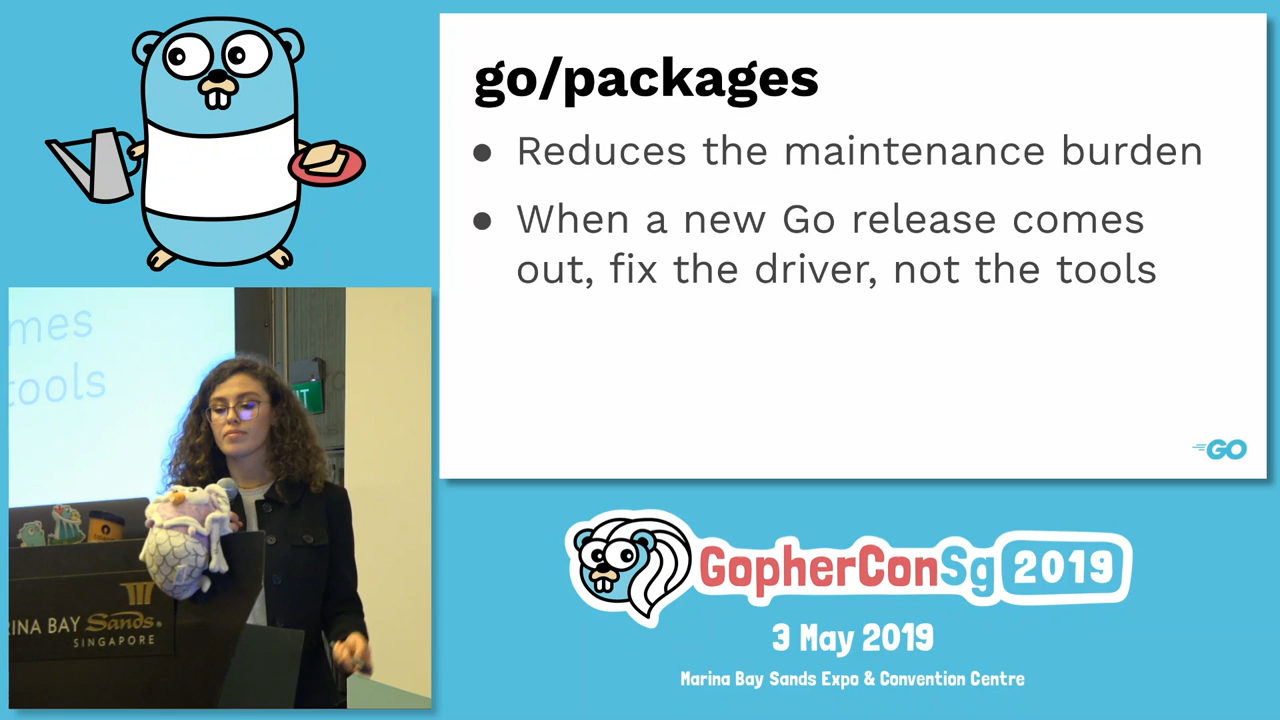 go/packages
● Reduces the maintenance burden
● When a new Go release comes
out, fix the driver, not the tools
GO
mes
tools
RINA BAY Sands®
SINGAPORE
GopherConSg 2019
3 May 2019
Marina Bay Sands Expo & Convention Centre